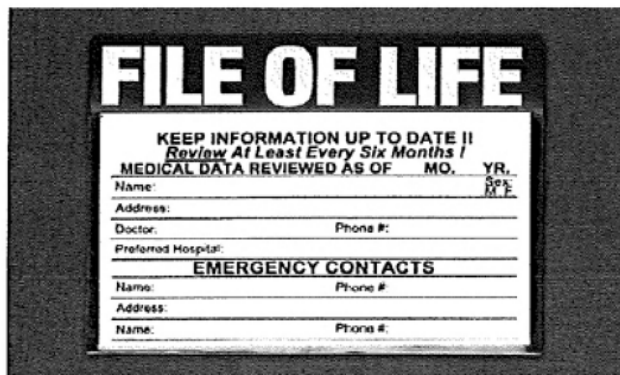 FILE OF LIFE
KEEP INFORMATION UP TO DATE !!
Review At Least Every Six Months !
MEDICAL DATA REVIEWED AS OF MO. YR.
Name: Sex: M F
Address:
Doctor: Phone #:
Preferred Hospital:
EMERGENCY CONTACTS
Name: Phone #:
Address:
Name: Phone #: